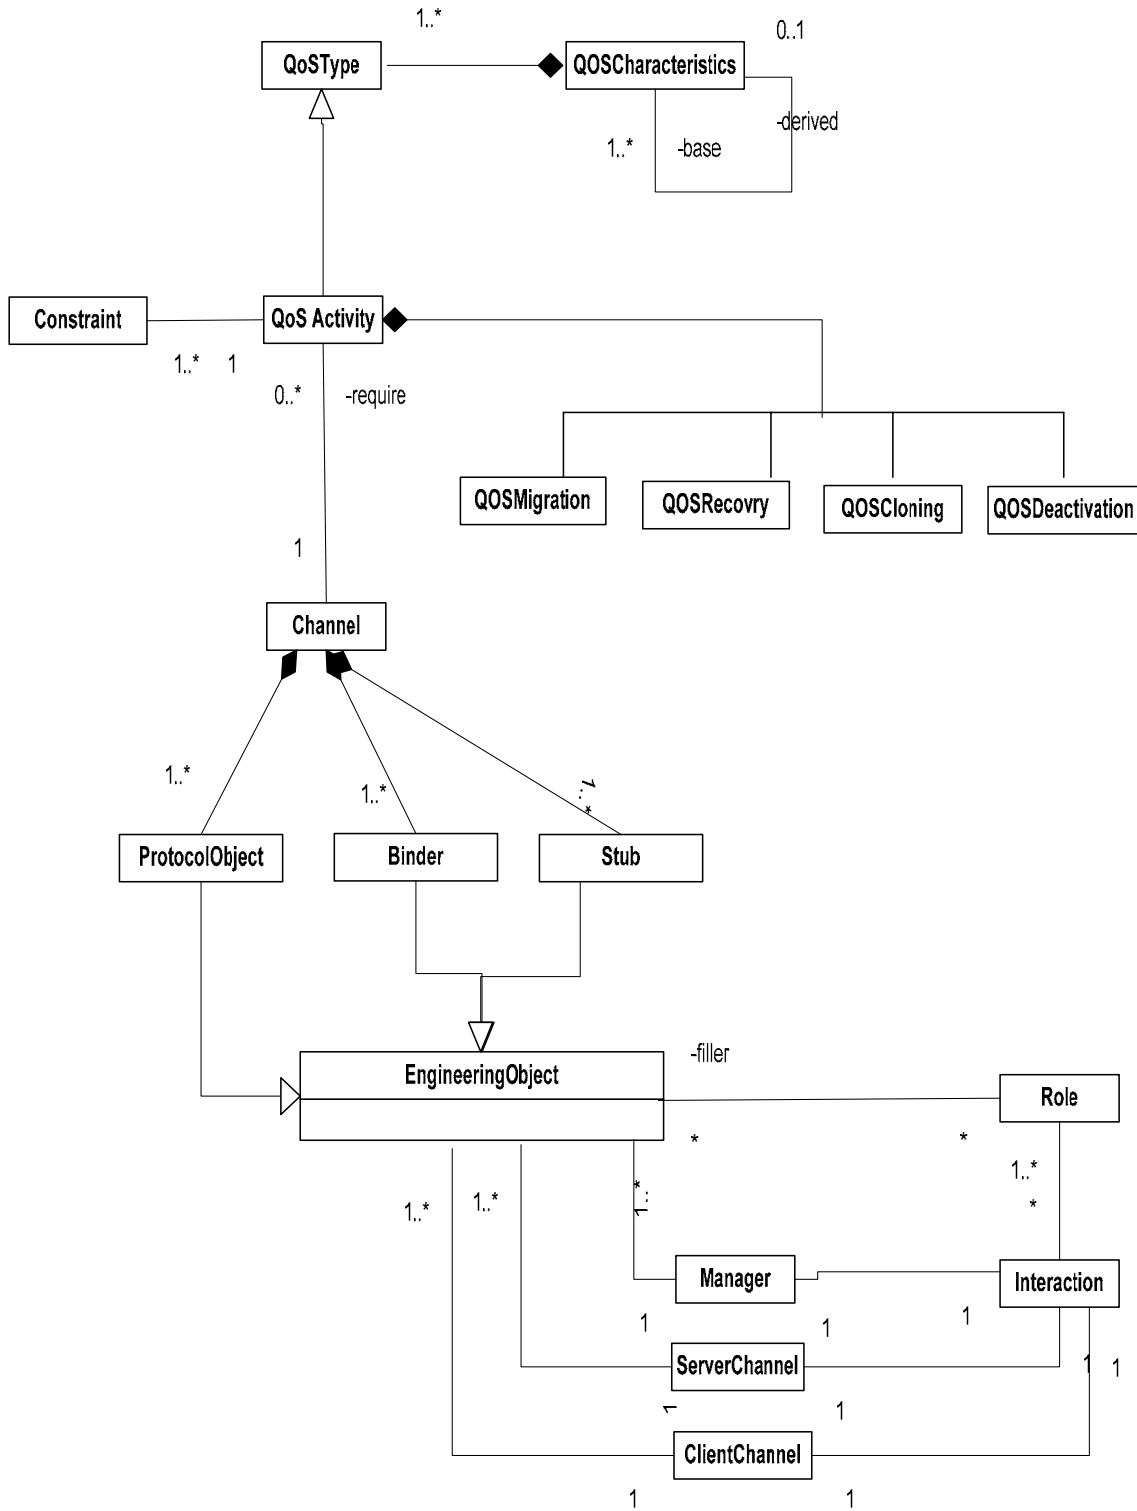 1..*
0..1
QoSType
QOSCharacteristics
-derived
1..*
-base
Constraint
QoS Activity
1..*
1
0..*
-require
QOSMigration
QOSRecovry
QOSCloning
QOSDeactivation
1
Channel
1..*
1..*
1..*
ProtocolObject
Binder
Stub
-filler
EngineeringObject
Role
*
*
1..*
1..*
1..*
1..*
*
Manager
Interaction
1
1
1
ServerChannel
1
1
1
1
ClientChannel
1
1